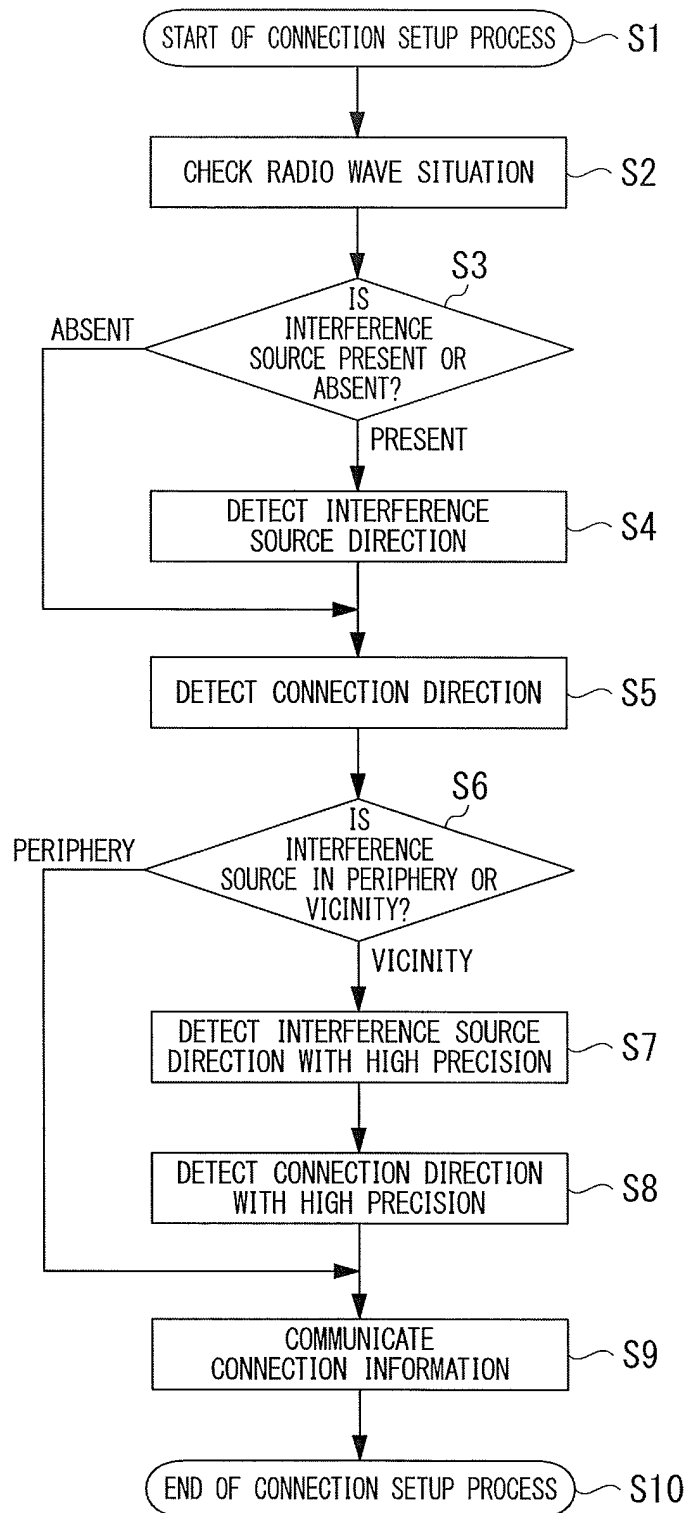 START OF CONNECTION SETUP PROCESS S1
CHECK RADIO WAVE SITUATION S2
S3
IS
INTERFERENCE
SOURCE PRESENT OR
ABSENT?
ABSENT
PRESENT
DETECT INTERFERENCE
SOURCE DIRECTION
S4
DETECT CONNECTION DIRECTION S5
S6
IS
INTERFERENCE
SOURCE IN PERIPHERY OR
VICINITY?
PERIPHERY
VICINITY
DETECT INTERFERENCE SOURCE
DIRECTION WITH HIGH PRECISION
S7
DETECT CONNECTION DIRECTION
WITH HIGH PRECISION
S8
COMMUNICATE
CONNECTION INFORMATION
S9
END OF CONNECTION SETUP PROCESS S10